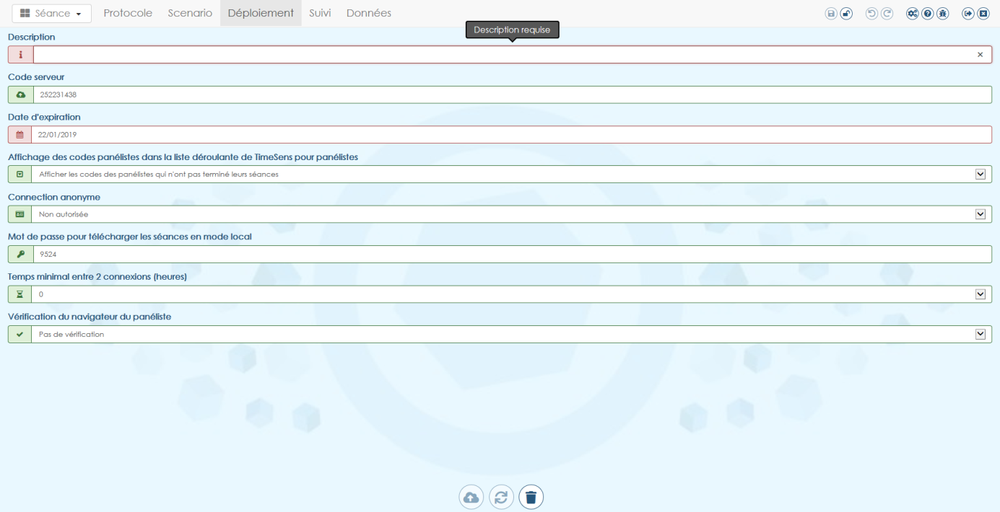 Séance Protocole Scenario Déploiement Suivi Données
Description requise
Description
Code serveur
252231438
Date d'expiration
22/01/2019
Affichage des codes panélistes dans la liste déroulante de TimeSens pour panélistes
Afficher les codes des panélistes qui n'ont pas terminé leurs séances
Connection anonyme
Non autorisée
Mot de passe pour télécharger les séances en mode local
9524
Temps minimal entre 2 connexions (heures)
0
Vérification du navigateur du panéliste
Pas de vérification